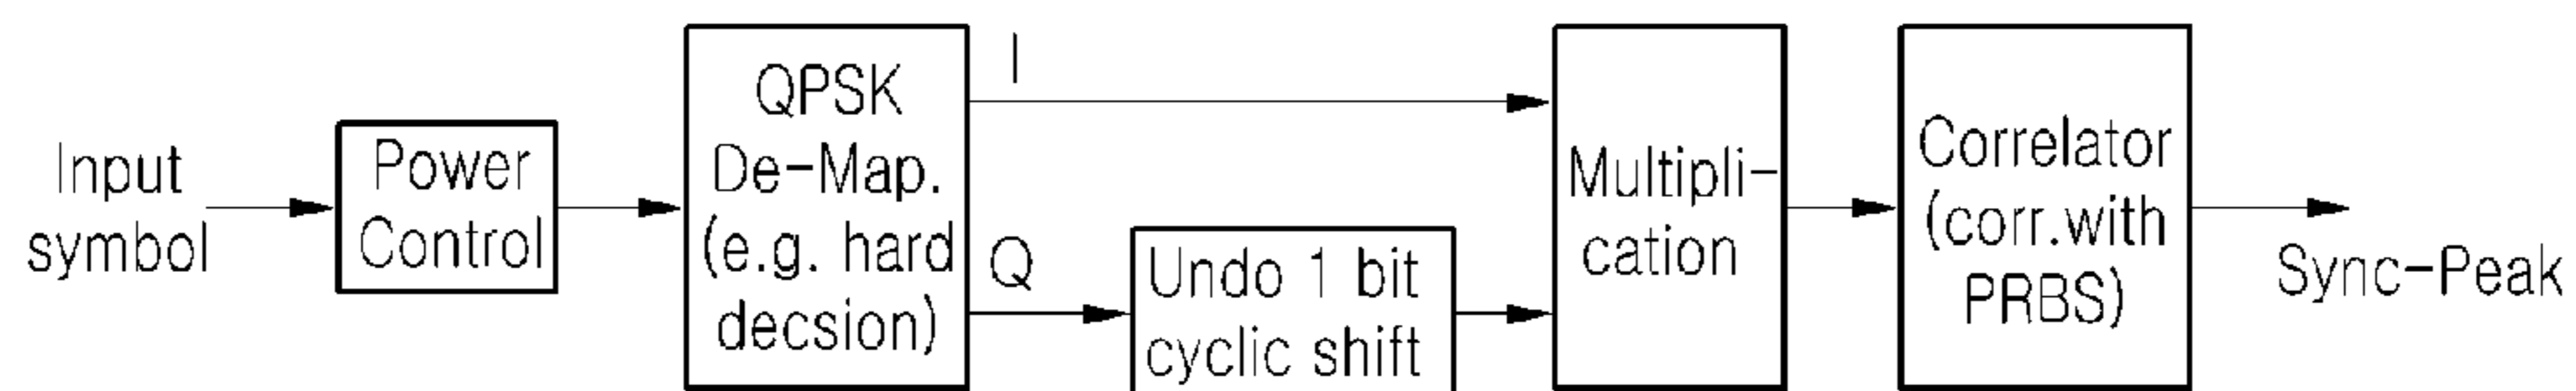 Input
symbol
Power
Control
QPSK
De-Map.
(e.g. hard
decsion)
I
Q
Undo 1 bit
cyclic shift
Multipli-
cation
Correlator
(corr.with
PRBS)
Sync-Peak